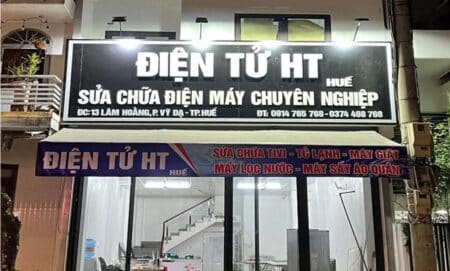 ĐIỆN TỬ HT
HUẾ
SỬA CHỮA ĐIỆN MÁY CHUYÊN NGHIỆP
ĐC:13 LÂM HOẰNG,P. VỸ DẠ - TP.HUẾ ĐT: 0914 765 768 - 0374 468 768
ĐIỆN TỬ HT
HUẾ
SỬA CHỮA TIVI - TỦ LẠNH - MÁY GIẶT
MÁY LỌC NƯỚC - MÁY SẤY ÁO QUẦN